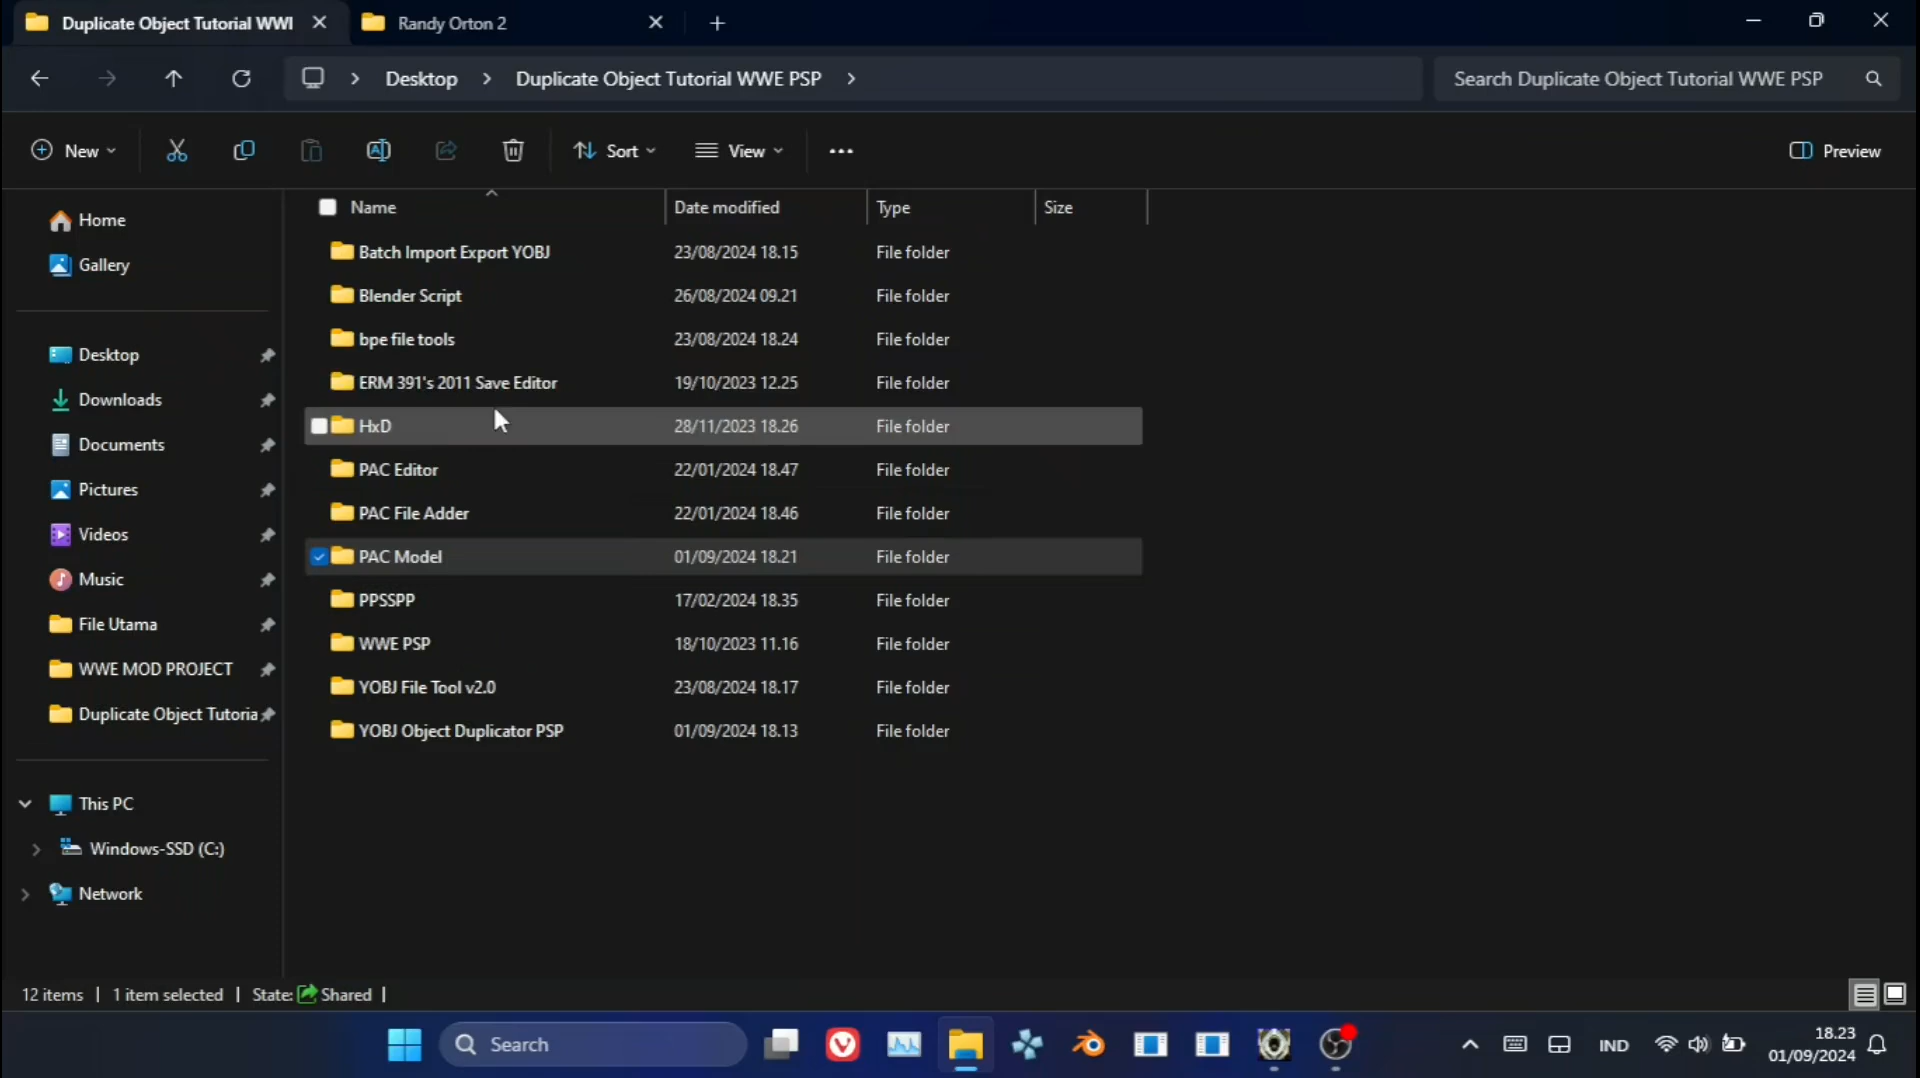 Duplicate Object Tutorial WWI
Randy Orton 2
Desktop
Duplicate Object Tutorial WWE PSP
Search Duplicate Object Tutorial WWE PSP
New
Sort
View
Preview
Name
Date modified
Type
Size
Batch Import Export YOBJ 23/08/2024 18.15 File folder
Blender Script 26/08/2024 09.21 File folder
bpe file tools 23/08/2024 18.24 File folder
ERM 391's 2011 Save Editor 19/10/2023 12.25 File folder
HxD 28/11/2023 18.26 File folder
PAC Editor 22/01/2024 18.47 File folder
PAC File Adder 22/01/2024 18.46 File folder
PAC Model 01/09/2024 18.21 File folder
PPSSPP 17/02/2024 18.35 File folder
WWE PSP 18/10/2023 11.16 File folder
YOBJ File Tool v2.0 23/08/2024 18.17 File folder
YOBJ Object Duplicator PSP 01/09/2024 18.13 File folder
Home
Gallery
Desktop
Downloads
Documents
Pictures
Videos
Music
File Utama
WWE MOD PROJECT
Duplicate Object Tutoria
This PC
Windows-SSD (C:)
Network
12 items
1 item selected
State: Shared
Search
IND
18.23
01/09/2024